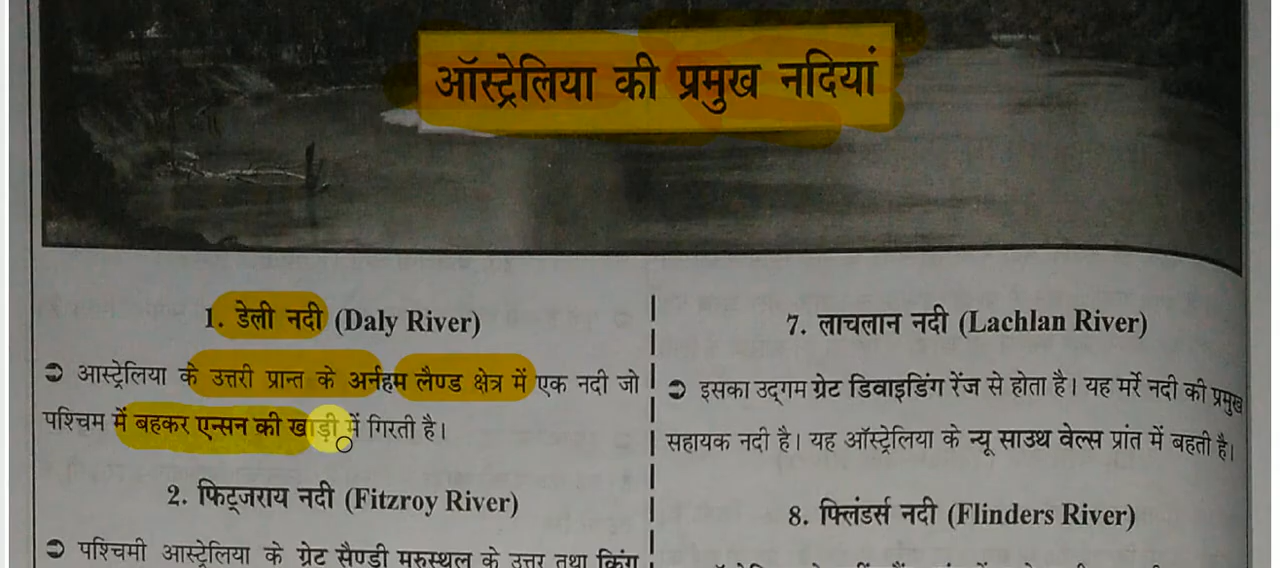 ऑस्ट्रेलिया की प्रमुख नदियां
1. डेली नदी (Daly River)
➲ आस्ट्रेलिया के उत्तरी प्रान्त के अर्नहम लैण्ड क्षेत्र में एक नदी जो
पश्चिम में बहकर एन्सन की खाड़ी में गिरती है।
2. फिट्जराय नदी (Fitzroy River)
➲ पश्चिमी आस्ट्रेलिया के ग्रेट सैण्डी मरुस्थल के उत्तर तथा किंग
7. लाचलान नदी (Lachlan River)
➲ इसका उद्गम ग्रेट डिवाइडिंग रेंज से होता है। यह मर्रे नदी की प्रमुख
सहायक नदी है। यह ऑस्ट्रेलिया के न्यू साउथ वेल्स प्रांत में बहती है।
8. फ्लिंडर्स नदी (Flinders River)